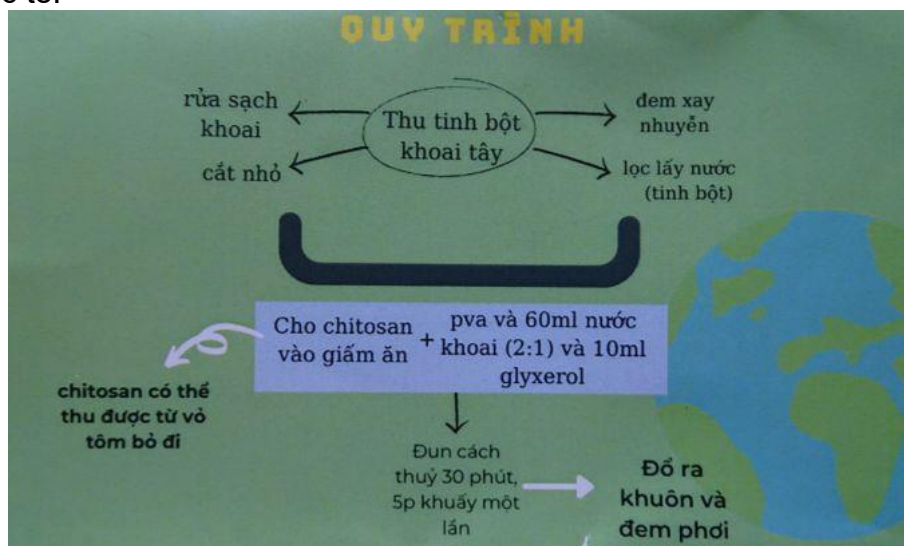 QUY TRÌNH
rửa sạch
khoai
cắt nhỏ
Thu tinh bột
khoai tây
đem xay
nhuyễn
lọc lấy nước
(tinh bột)
Cho chitosan
vào giấm ăn
+
pva và 60ml nước
khoai (2:1) và 10ml
glyxerol
chitosan có thể
thu được từ vỏ
tôm bỏ đi
Đun cách
thuỷ 30 phút,
5p khuấy một
lần
Đổ ra
khuôn và
đem phơi